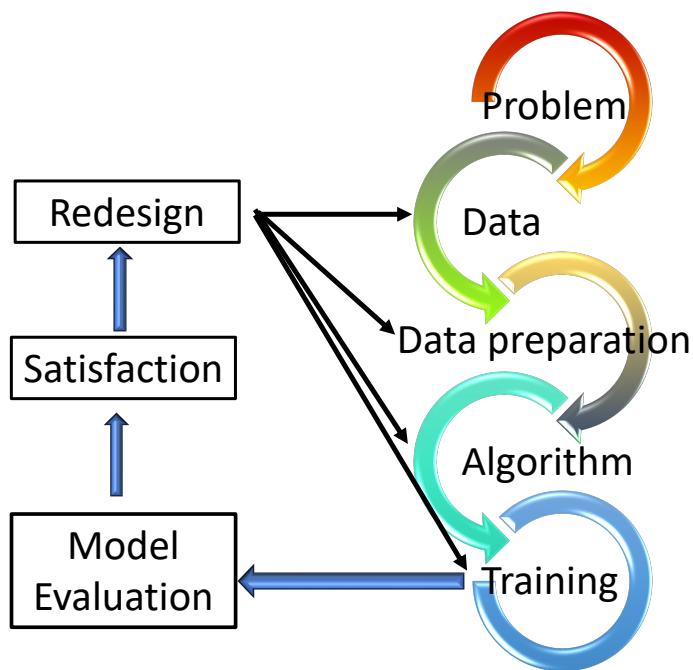 Problem
Redesign
Data
Data preparation
Satisfaction
Algorithm
Model
Evaluation
Training